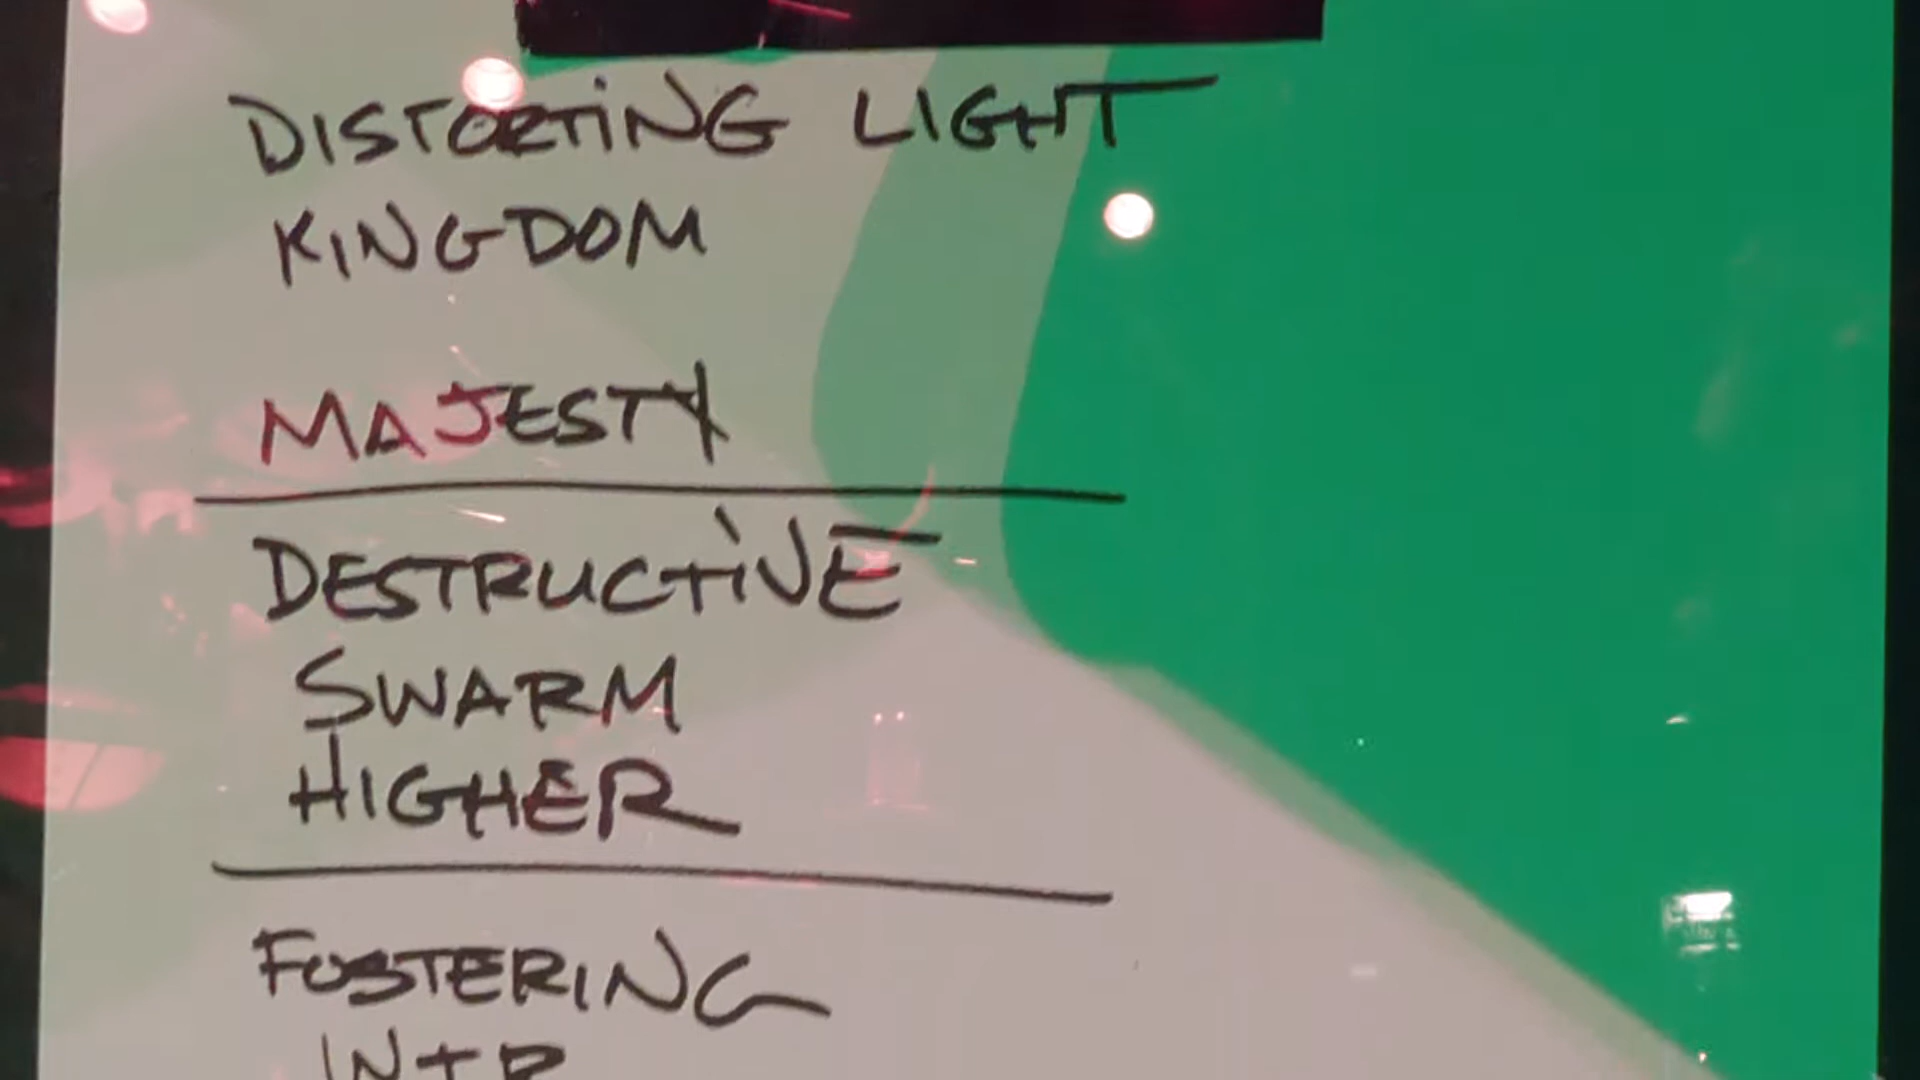 DISTORTING LIGHT
KINGDOM
MAJESTY
DESTRUCTIVE
SWARM
HIGHER
FOSTERING